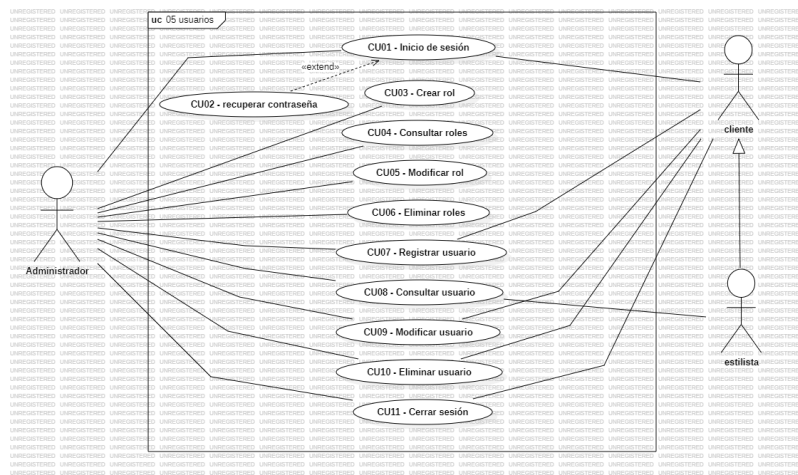 uc 05 usuarios
CU01 - Inicio de sesión
«extend»
CU02 - recuperar contraseña
CU03 - Crear rol
CU04 - Consultar roles
cliente
CU05 - Modificar rol
CU06 - Eliminar roles
CU07 - Registrar usuario
Administrador
CU08 - Consultar usuario
CU09 - Modificar usuario
estilista
CU10 - Eliminar usuario
CU11 - Cerrar sesión
UNREGISTERED